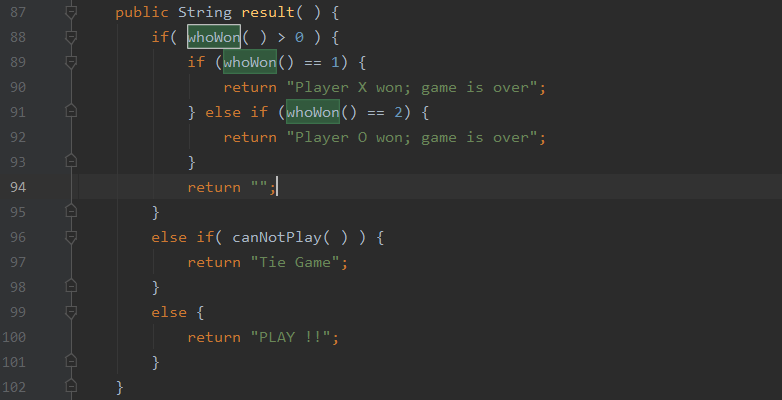 87 public String result( ) {
88 if( whoWon( ) > 0 ) {
89 if (whoWon() == 1) {
90 return "Player X won; game is over";
91 } else if (whoWon() == 2) {
92 return "Player O won; game is over";
93 }
94 return "";
95 }
96 else if( canNotPlay( ) ) {
97 return "Tie Game";
98 }
99 else {
100 return "PLAY !!";
101 }
102 }